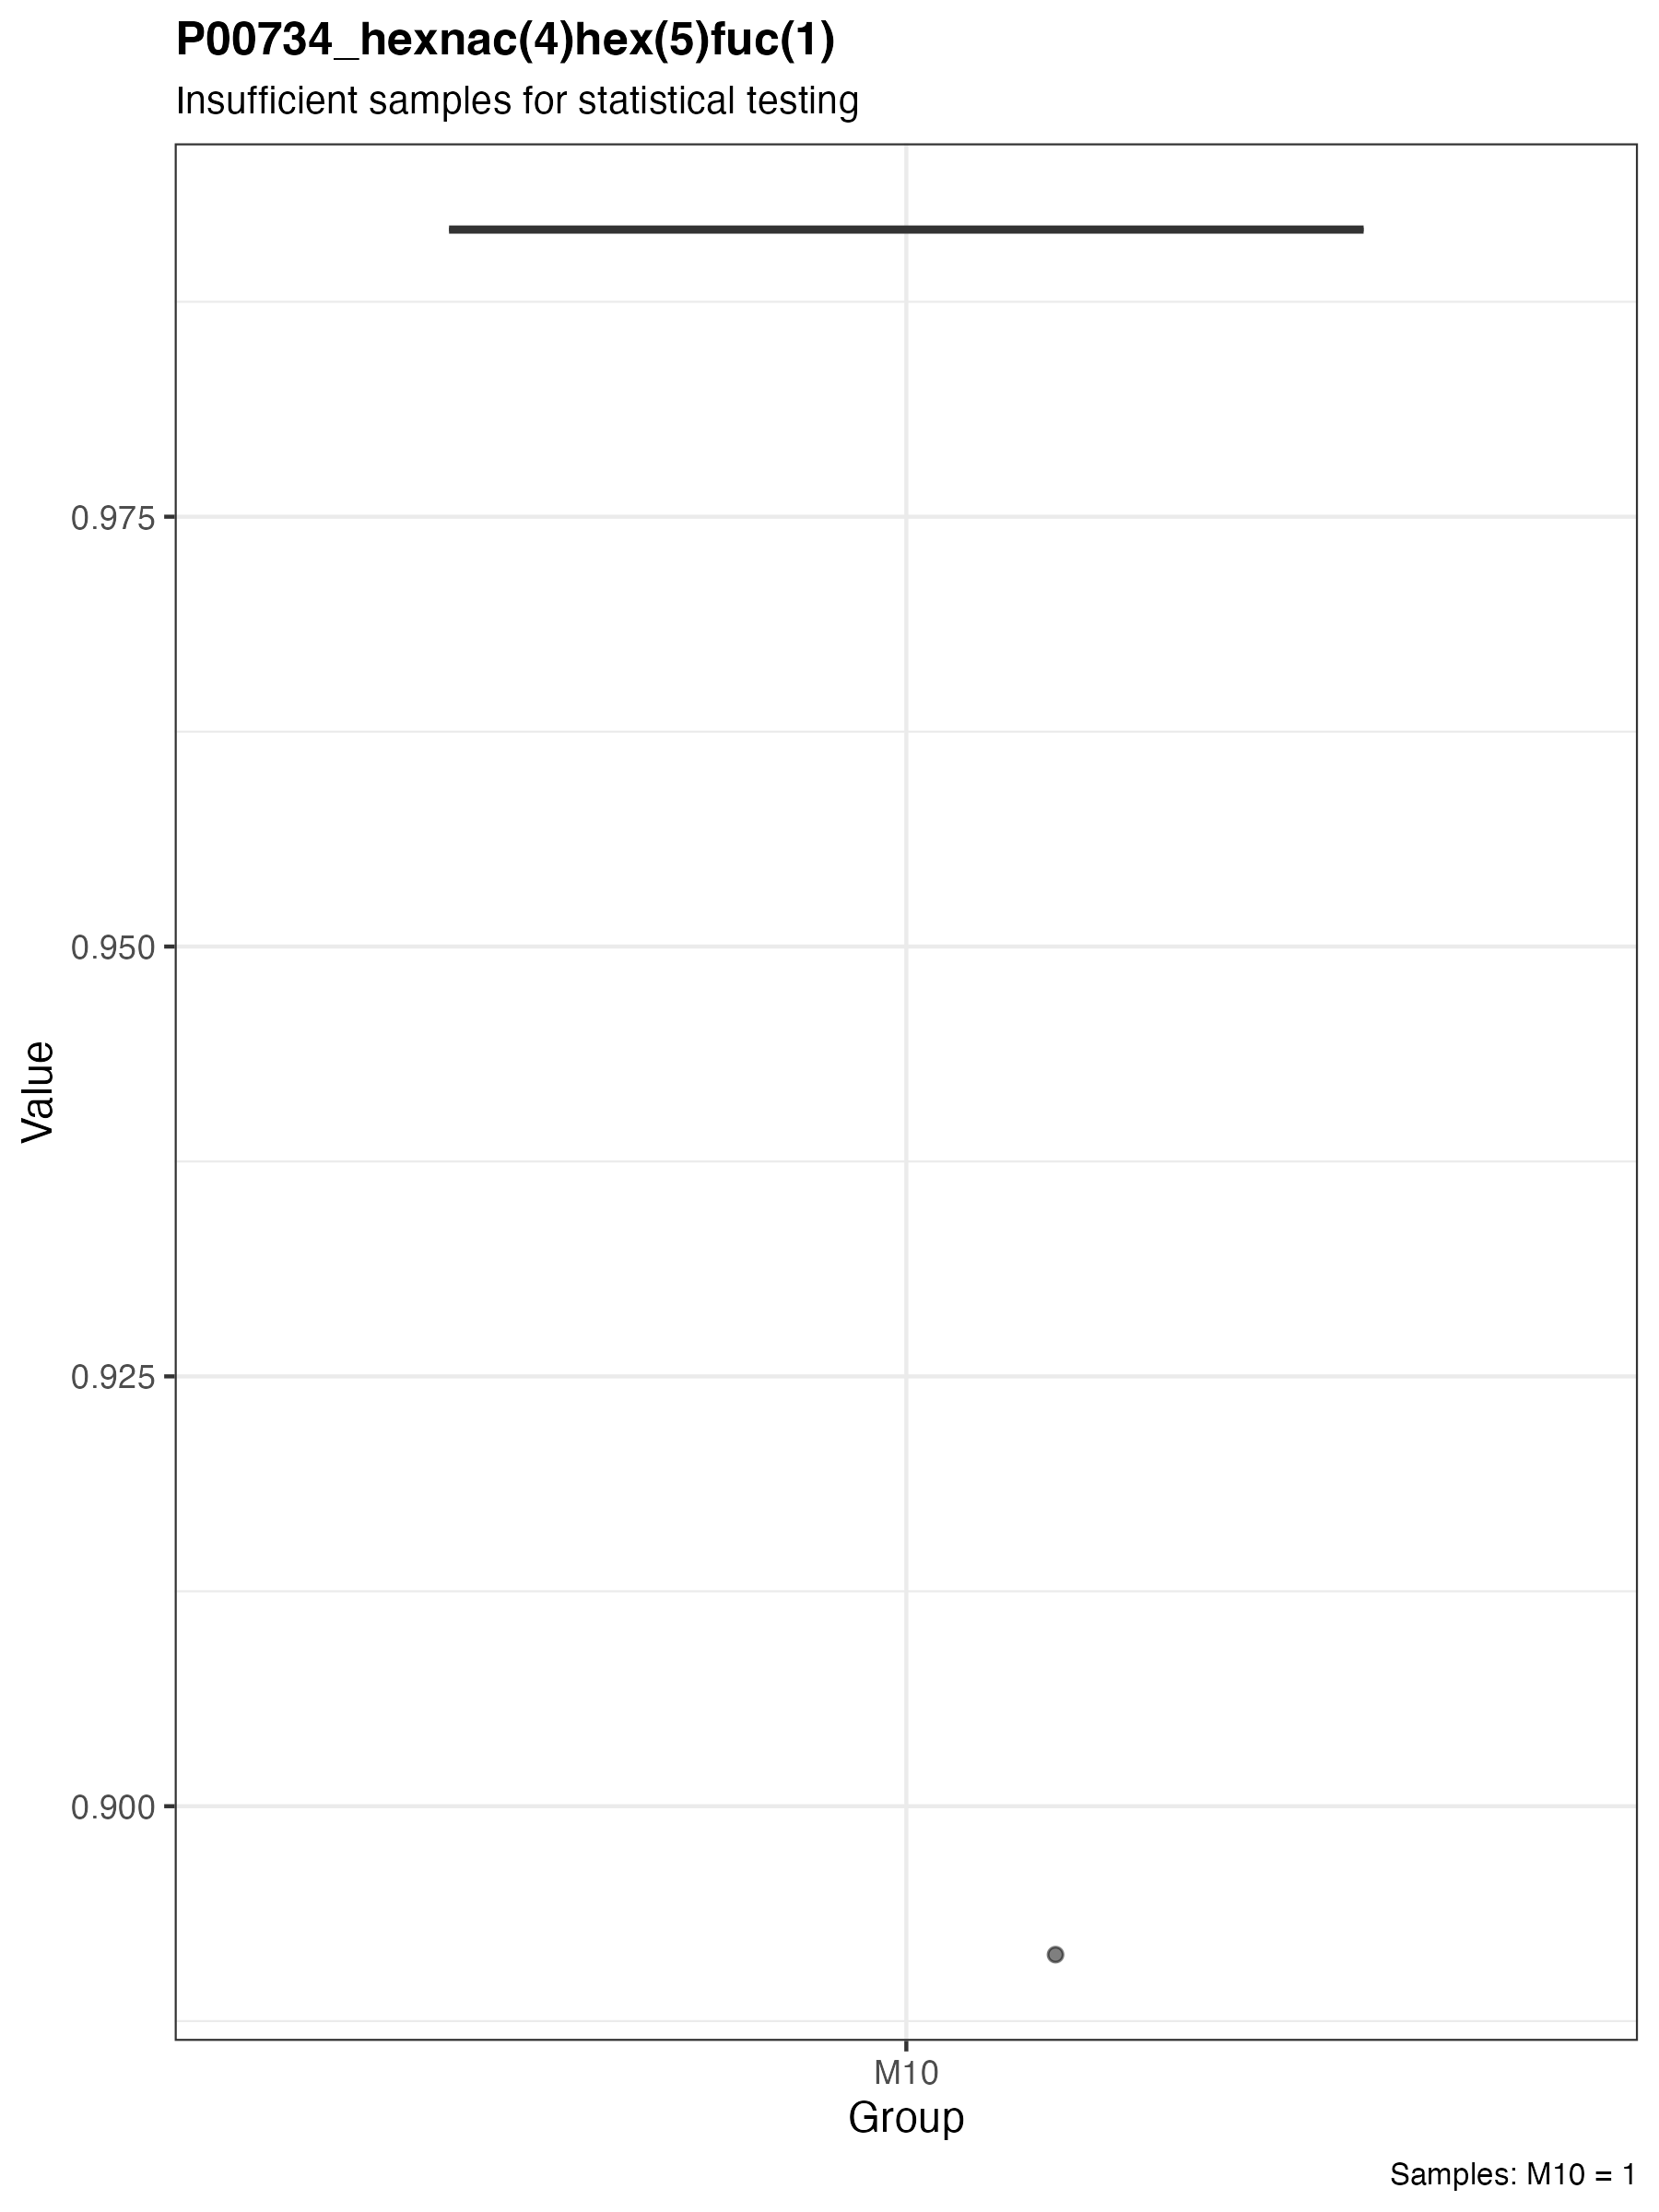 P00734_hexnac(4)hex(5)fuc(1)
Insufficient samples for statistical testing
0.975
0.950
0.925
0.900
Value
M10
Group
Samples: M10 = 1